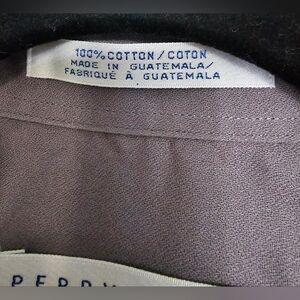 100% COTTON / COTON
MADE IN GUATEMALA/
FABRIQUÉ À GUATEMALA